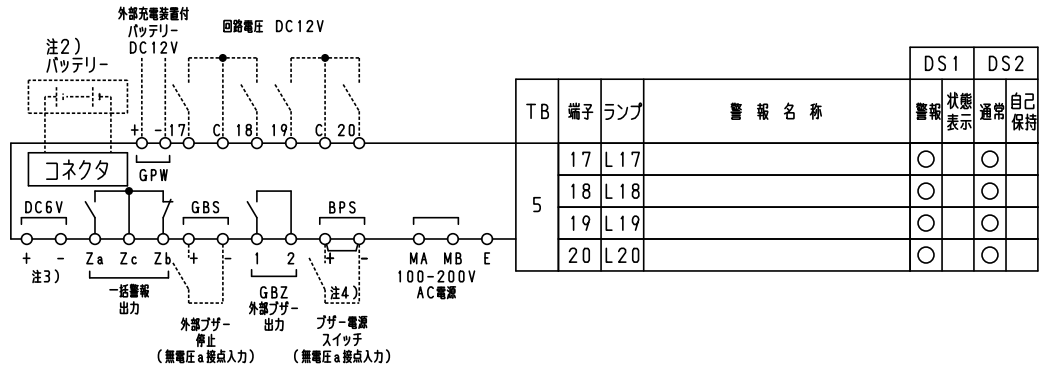 外部充電装置付
バッテリー
DC12V
回路電圧 DC12V
注2)
バッテリー
+ - 17 C 18 19 C 20
コネクタ
GPW
DC6V GBS BPS
+ - Za Zc Zb + - 1 2 + - MA MB E
注3)
一括警報
出力
GBZ
外部ブザー
出力
注4)
100-200V
AC電源
外部ブザー
停止
(無電圧a接点入力)
ブザー電源
スイッチ
(無電圧a接点入力)
DS1 DS2
TB 端子 ランプ 警報名称 警報 状態表示 通常 自己保持
5
17 L17 ○ ○
18 L18 ○ ○
19 L19 ○ ○
20 L20 ○ ○